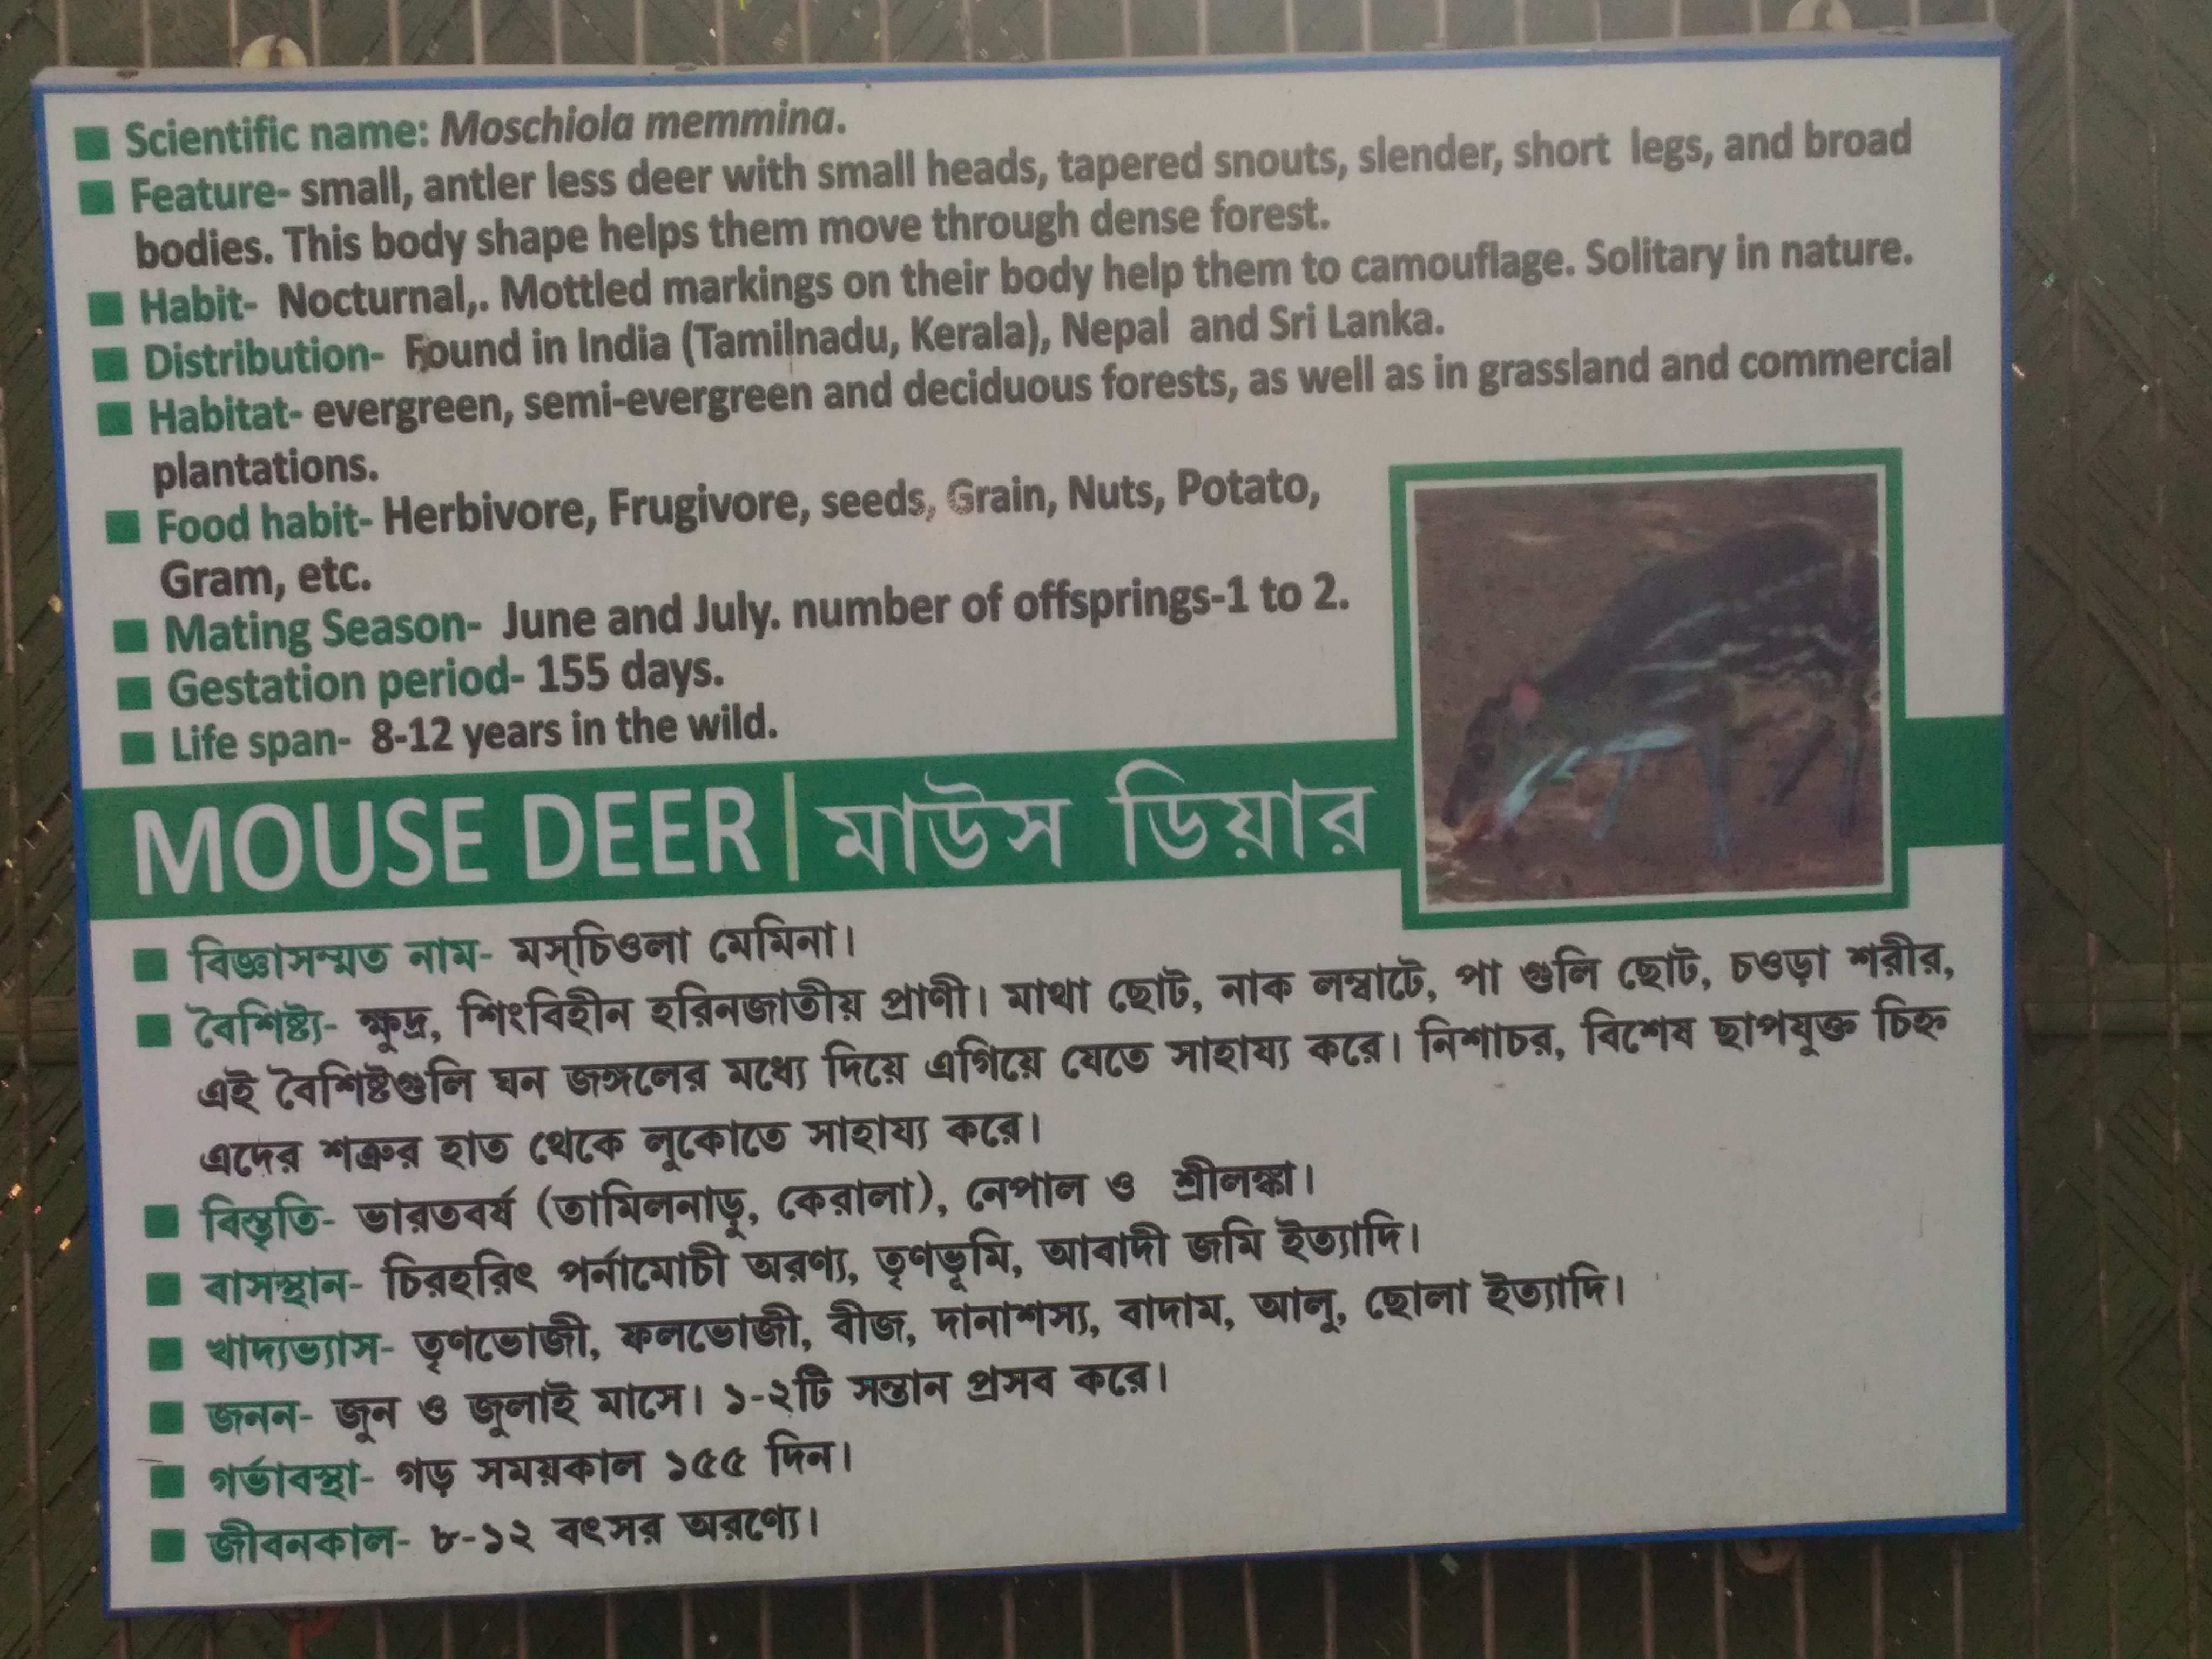 Scientific name: Moschiola memmina.
Feature- small, antler less deer with small heads, tapered snouts, slender, short legs, and broad
bodies. This body shape helps them move through dense forest.
Habit- Nocturnal,. Mottled markings on their body help them to camouflage. Solitary in nature.
Distribution- Found in India (Tamilnadu, Kerala), Nepal and Sri Lanka.
Habitat- evergreen, semi-evergreen and deciduous forests, as well as in grassland and commercial
plantations.
Food habit- Herbivore, Frugivore, seeds, Grain, Nuts, Potato,
Gram, etc.
Mating Season- June and July. number of offsprings-1 to 2.
Gestation period- 155 days.
Life span- 8-12 years in the wild.
MOUSE DEER | মাউস ডিয়ার
বিজ্ঞাসম্মত নাম- মস্চিওলা মেমিনা।
বৈশিষ্ট্য- ক্ষুদ্র, শিংবিহীন হরিনজাতীয় প্রাণী। মাথা ছোট, নাক লম্বাটে, পা গুলি ছোট, চওড়া শরীর,
এই বৈশিষ্টগুলি ঘন জঙ্গলের মধ্যে দিয়ে এগিয়ে যেতে সাহায্য করে। নিশাচর, বিশেষ ছাপযুক্ত চিহ্ন
এদের শত্রুর হাত থেকে লুকোতে সাহায্য করে।
বিস্তৃতি- ভারতবর্ষ (তামিলনাড়ু, কেরালা), নেপাল ও শ্রীলঙ্কা।
বাসস্থান- চিরহরিৎ পর্নামোচী অরণ্য, তৃণভূমি, আবাদী জমি ইত্যাদি।
খাদ্যভ্যাস- তৃণভোজী, ফলভোজী, বীজ, দানাশস্য, বাদাম, আলু, ছোলা ইত্যাদি।
জনন- জুন ও জুলাই মাসে। ১-২টি সন্তান প্রসব করে।
গর্ভাবস্থা- গড় সময়কাল ১৫৫ দিন।
জীবনকাল- ৮-১২ বৎসর অরণ্যে।